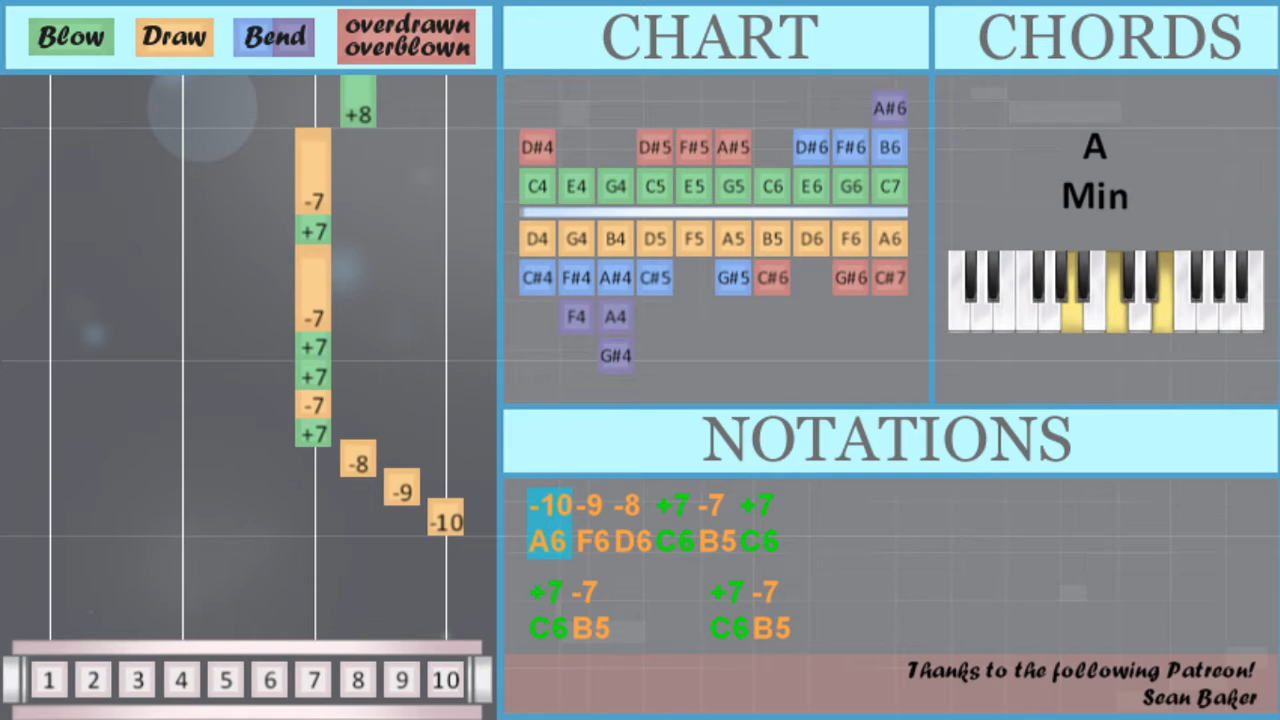 Blow
Draw
Bend
overdrawn
overblown
CHART
CHORDS
+8
-7
+7
-7
+7
+7
-7
+7
-8
-9
-10
1 2 3 4 5 6 7 8 9 10
A#6
D#4 D#5 F#5 A#5 D#6 F#6 B6
C4 E4 G4 C5 E5 G5 C6 E6 G6 C7
D4 G4 B4 D5 F5 A5 B5 D6 F6 A6
C#4 F#4 A#4 C#5 G#5 C#6 G#6 C#7
F4 A4
G#4
A
Min
NOTATIONS
-10 -9 -8 +7 -7 +7
A6 F6 D6 C6 B5 C6
+7 -7 +7 -7
C6 B5 C6 B5
Thanks to the following Patreon!
Sean Baker